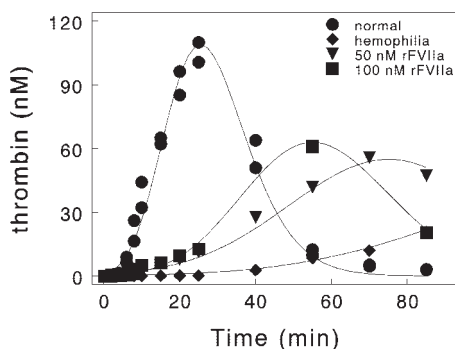 120
90
60
30
0
thrombin (nM)
normal
hemophilia
50 nM rFVIIa
100 nM rFVIIa
0 20 40 60 80
Time (min)